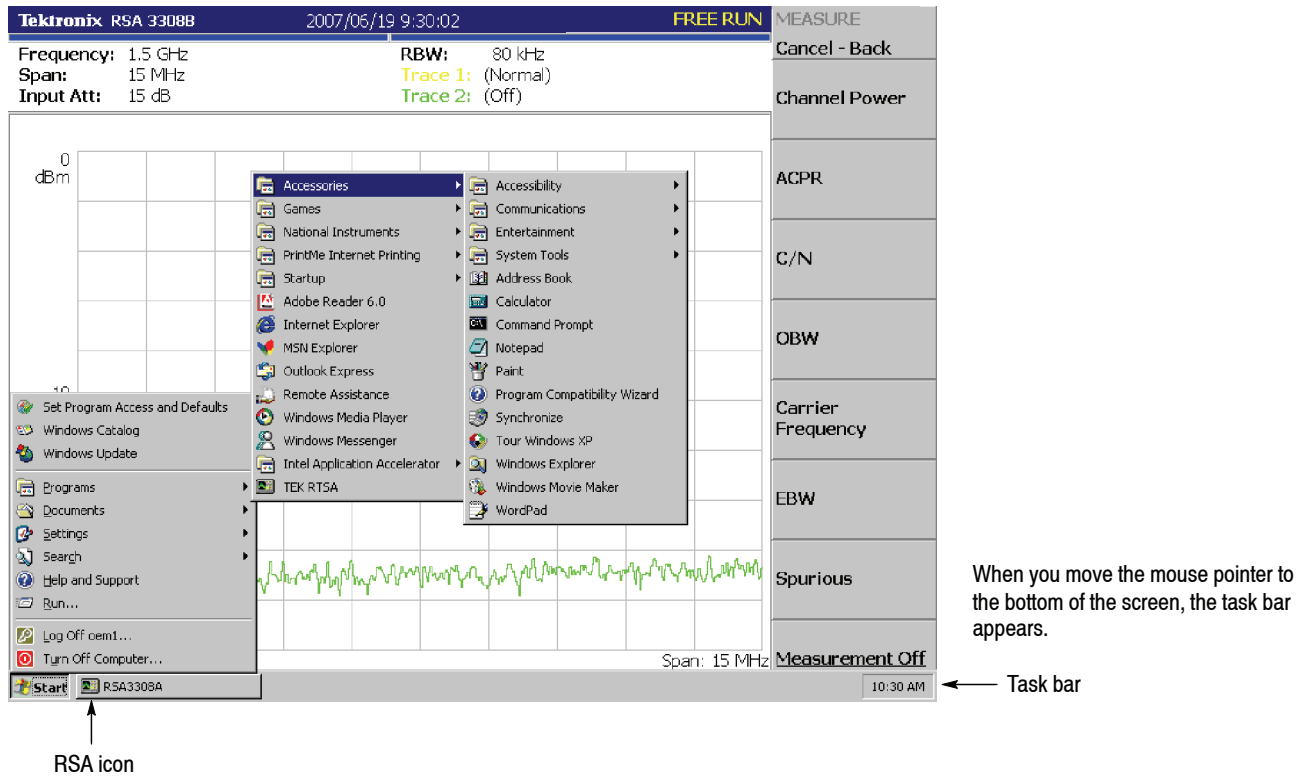 Tektronix RSA 3308B 2007/06/19 9:30:02 FREE RUN
Frequency: 1.5 GHz RBW: 80 kHz
Span: 15 MHz Trace 1: (Normal)
Input Att: 15 dB Trace 2: (Off)
MEASURE
Cancel - Back
Channel Power
ACPR
C/N
OBW
Carrier
Frequency
EBW
Spurious
Measurement Off
0
dBm
10
Span: 15 MHz
Set Program Access and Defaults
Windows Catalog
Windows Update
Programs
Documents
Settings
Search
Help and Support
Run...
Log Off oem1...
Turn Off Computer...
Accessories
Games
National Instruments
PrintMe Internet Printing
Startup
Adobe Reader 6.0
Internet Explorer
MSN Explorer
Outlook Express
Remote Assistance
Windows Media Player
Windows Messenger
Intel Application Accelerator
TEK RTSA
Accessibility
Communications
Entertainment
System Tools
Address Book
Calculator
Command Prompt
Notepad
Paint
Program Compatibility Wizard
Synchronize
Tour Windows XP
Windows Explorer
Windows Movie Maker
WordPad
Start RSA3308A 10:30 AM
When you move the mouse pointer to
the bottom of the screen, the task bar
appears.
Task bar
RSA icon